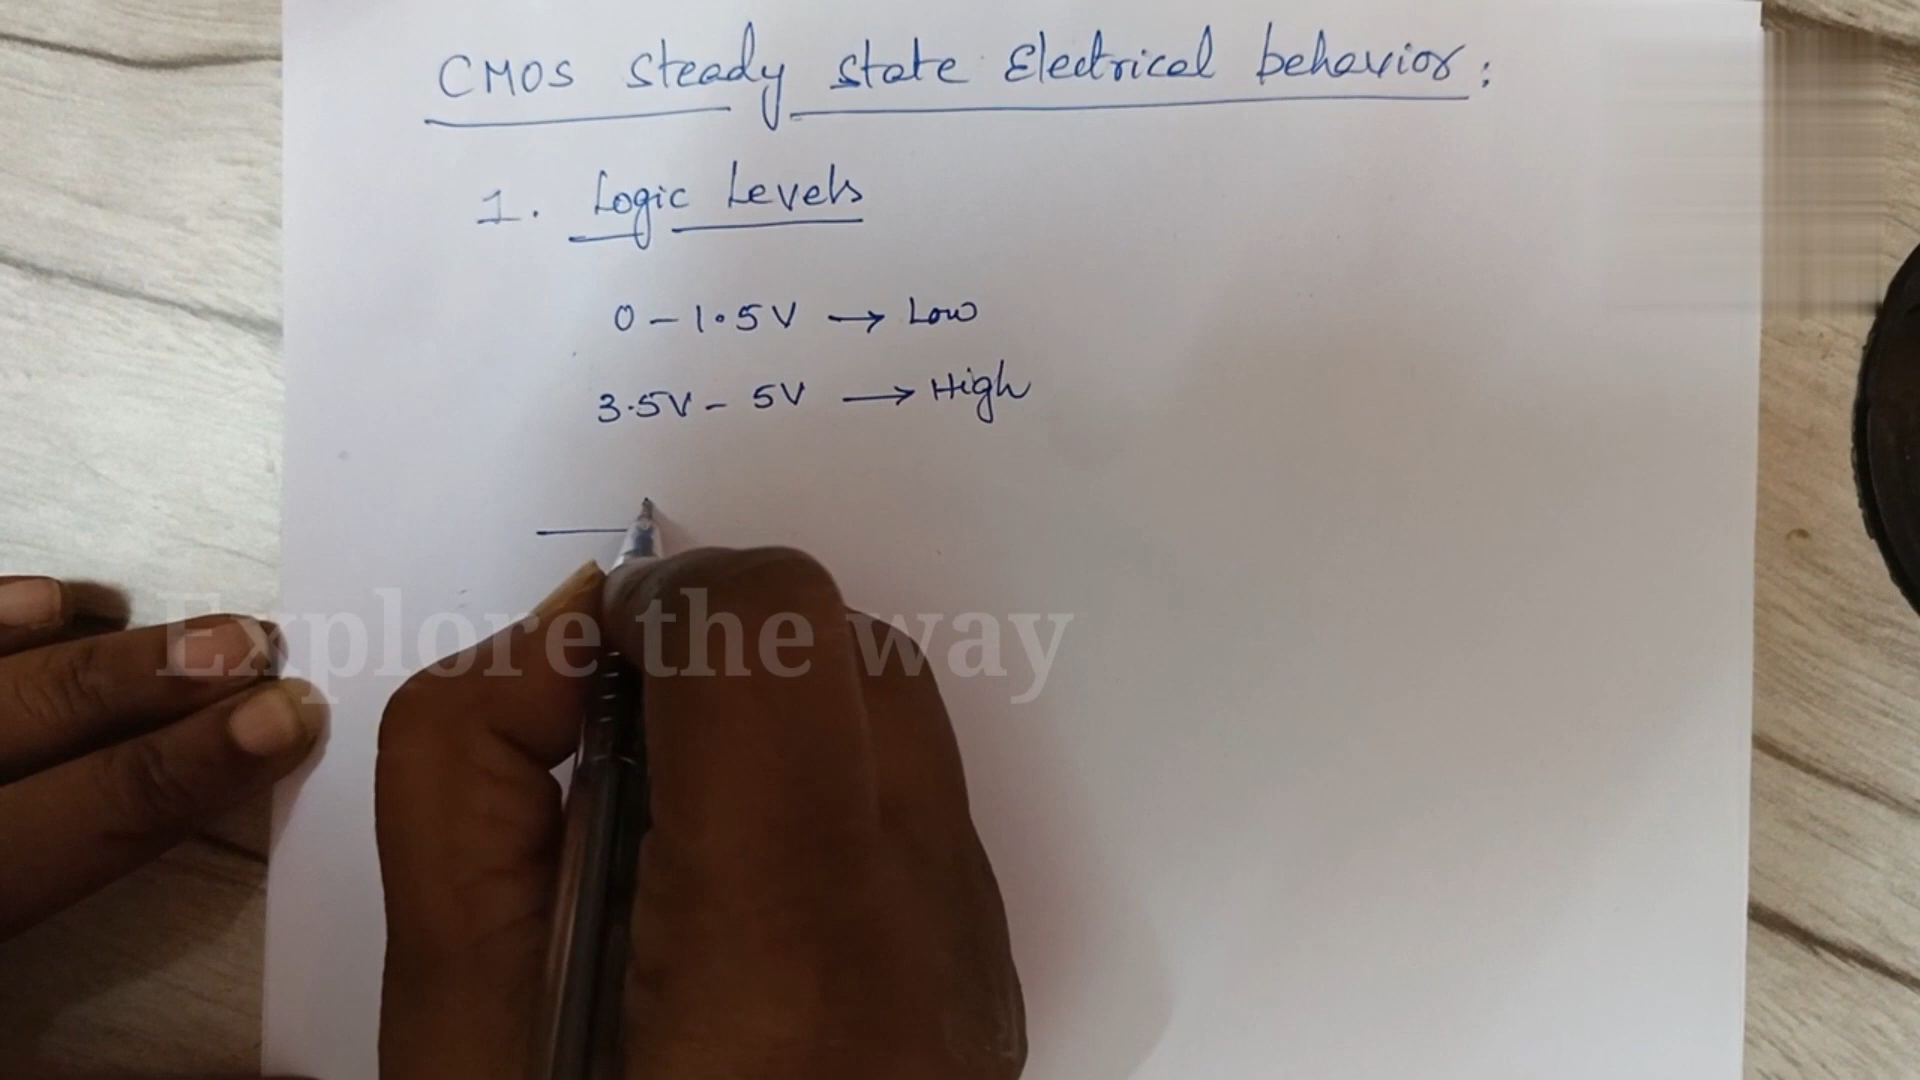 CMOS Steady state Electrical behavior:
1. Logic Levels
0 - 1.5V → Low
3.5V - 5V → High
Explore the way